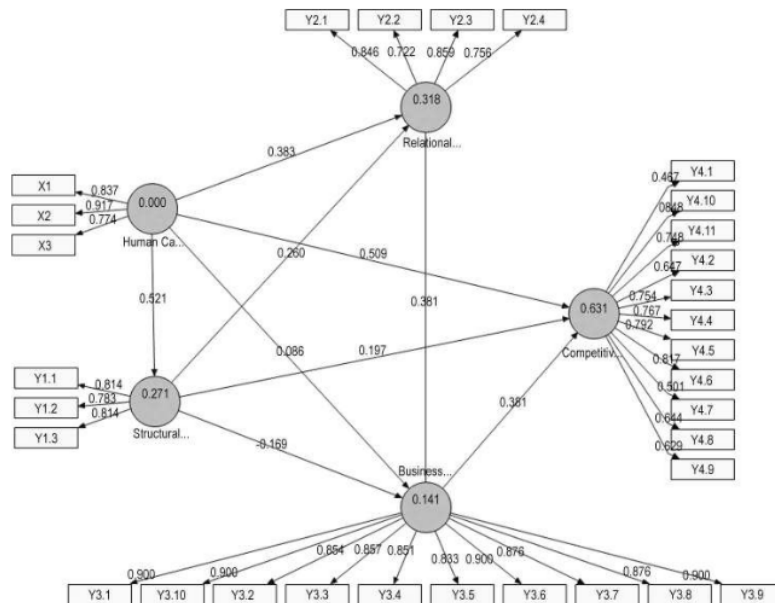 Y2.1 Y2.2 Y2.3 Y2.4
0.846 0.722 0.859 0.756
0.318
Relational...
0.383
X1 0.837
X2 0.917
X3 0.774
0.000
Human Ca...
0.260
0.509
0.521
0.381
0.086
0.197
Y4.1 0.467
Y4.10 .0848
Y4.11 0.748
Y4.2 0.647
Y4.3 0.754
Y4.4 0.767
Y4.5 0.792
Y4.6 0.817
Y4.7 0.501
Y4.8 0.644
Y4.9 0.629
0.631
Competitiv...
Y1.1 0.814
Y1.2 0.783
Y1.3 0.814
0.271
Structural...
-0.169
0.381
Business...
0.141
0.900 0.900 0.854 0.857 0.851 0.833 0.900 0.876 0.876 0.900
Y3.1 Y3.10 Y3.2 Y3.3 Y3.4 Y3.5 Y3.6 Y3.7 Y3.8 Y3.9